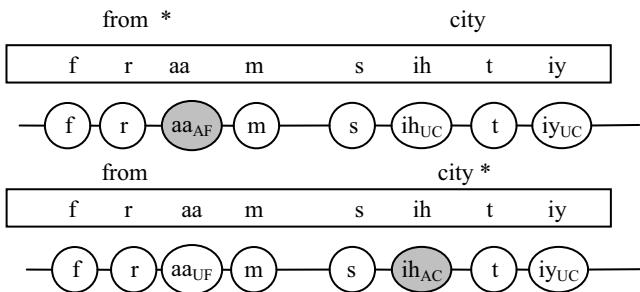 from * city
f r aa m s ih t iy
f r aaAF m s ihUC t iyUC
from city *
f r aa m s ih t iy
f r aaUF m s ihAC t iyUC